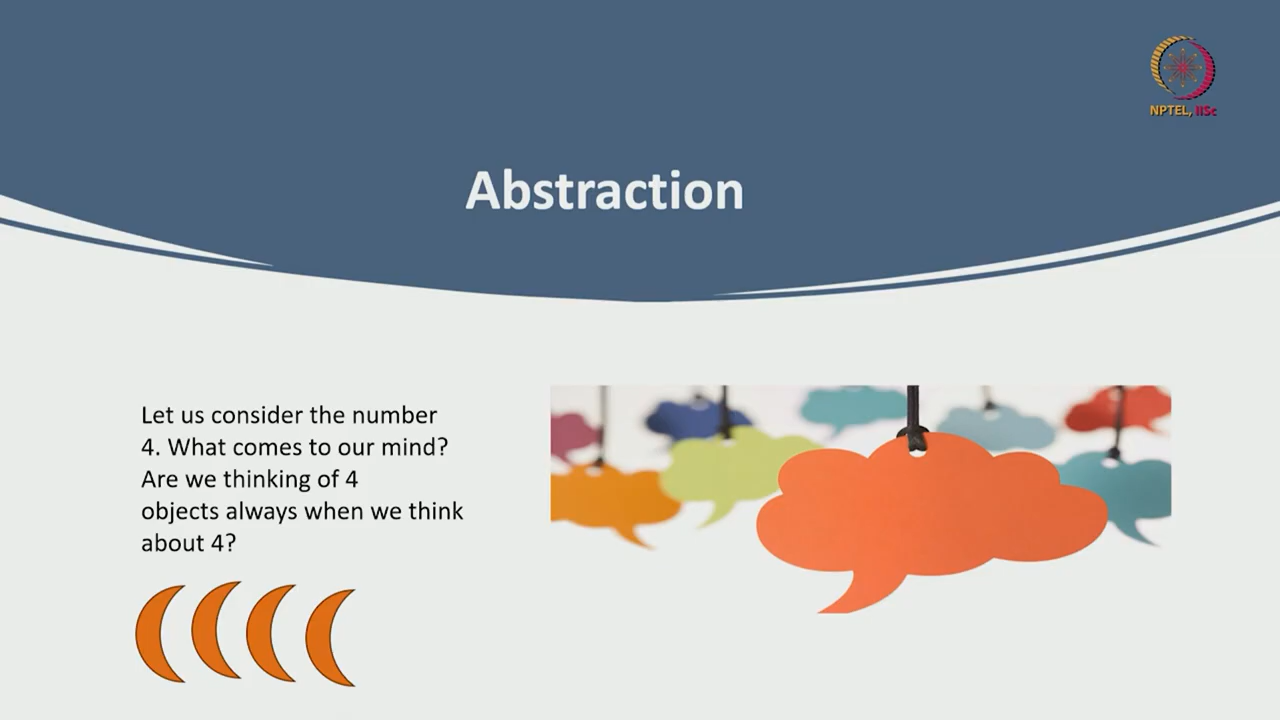 NPTEL, IISc
Abstraction
Let us consider the number
4. What comes to our mind?
Are we thinking of 4
objects always when we think
about 4?